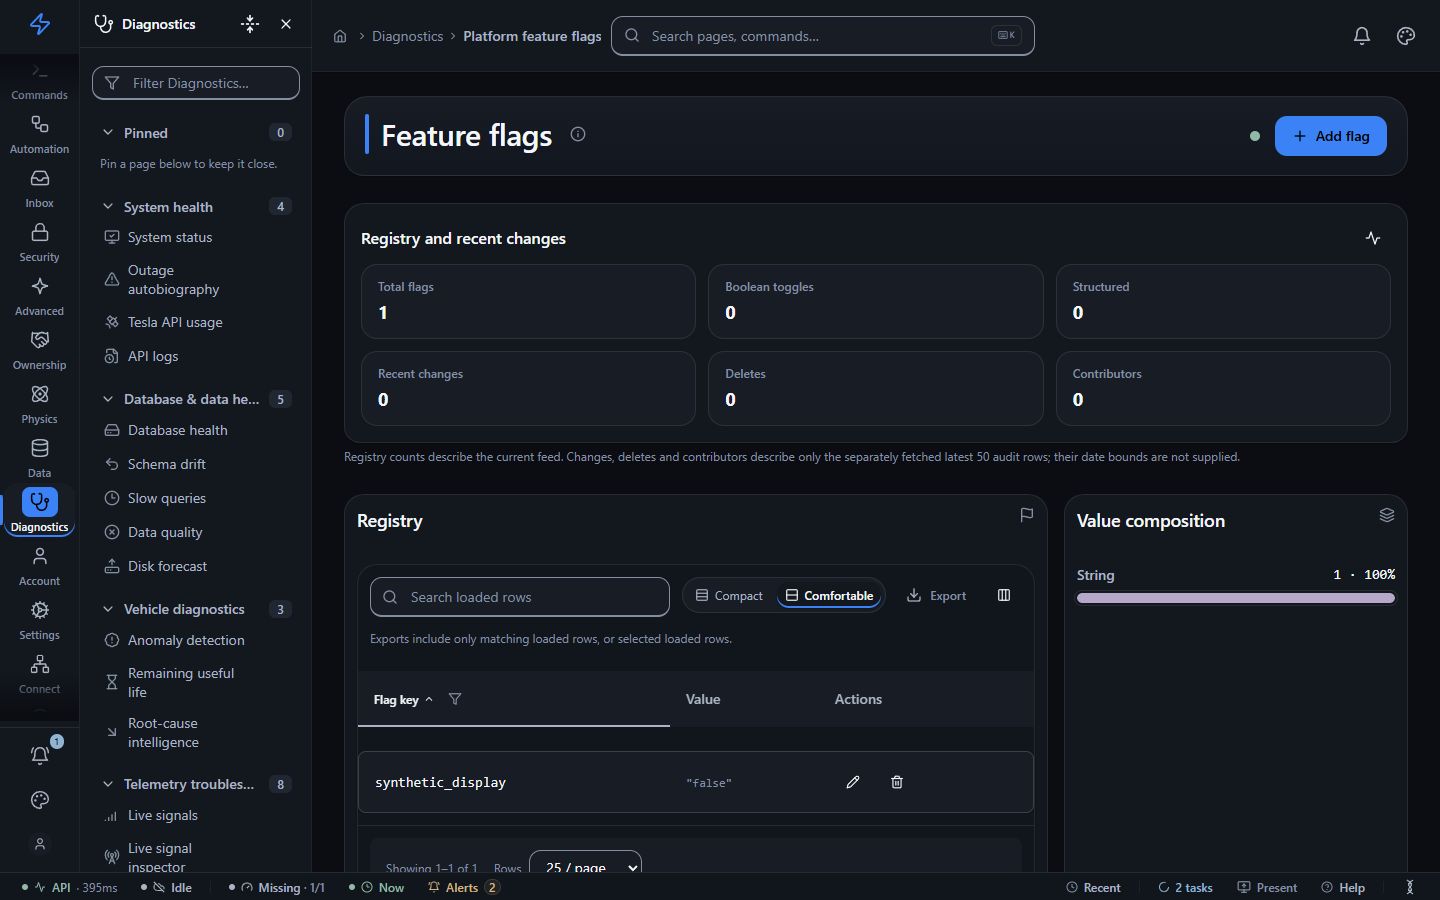 Diagnostics
Commands
Automation
Inbox
Security
Advanced
Ownership
Physics
Data
Diagnostics
Account
Settings
Connect
1
Filter Diagnostics...
Pinned 0
Pin a page below to keep it close.
System health 4
System status
Outage
autobiography
Tesla API usage
API logs
Database & data he... 5
Database health
Schema drift
Slow queries
Data quality
Disk forecast
Vehicle diagnostics 3
Anomaly detection
Remaining useful
life
Root-cause
intelligence
Telemetry troubles... 8
Live signals
Live signal
inspector
Diagnostics Platform feature flags
Search pages, commands... K
Feature flags
Add flag
Registry and recent changes
Total flags
1
Boolean toggles
0
Structured
0
Recent changes
0
Deletes
0
Contributors
0
Registry counts describe the current feed. Changes, deletes and contributors describe only the separately fetched latest 50 audit rows; their date bounds are not supplied.
Registry
Search loaded rows
Compact
Comfortable
Export
Exports include only matching loaded rows, or selected loaded rows.
Flag key Value Actions
synthetic_display "false"
Showing 1–1 of 1 Rows 25 / page
Value composition
String 1 · 100%
API · 395ms Idle Missing · 1/1 Now Alerts 2 Recent 2 tasks Present Help